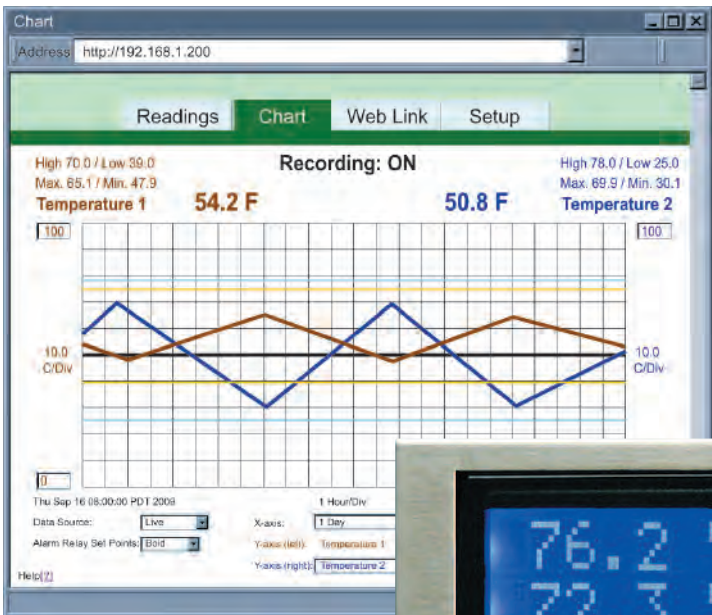 Chart
Address http://192.168.1.200
Readings Chart Web Link Setup
High 70.0 / Low 39.0 Recording: ON High 78.0 / Low 25.0
Max. 65.1 / Min. 47.9 Max. 69.9 / Min. 30.1
Temperature 1 54.2 F 50.8 F Temperature 2
100 100
10.0 10.0
C/Div C/Div
0
Thu Sep 16 08:00:00 PDT 2009 1 Hour/Div
Data Source: Live X-axis: 1 Day
Alarm Relay Set Points: Bold Y-axis (left): Temperature 1
Y-axis (right): Temperature 2
Help[?]
76.2
72.3